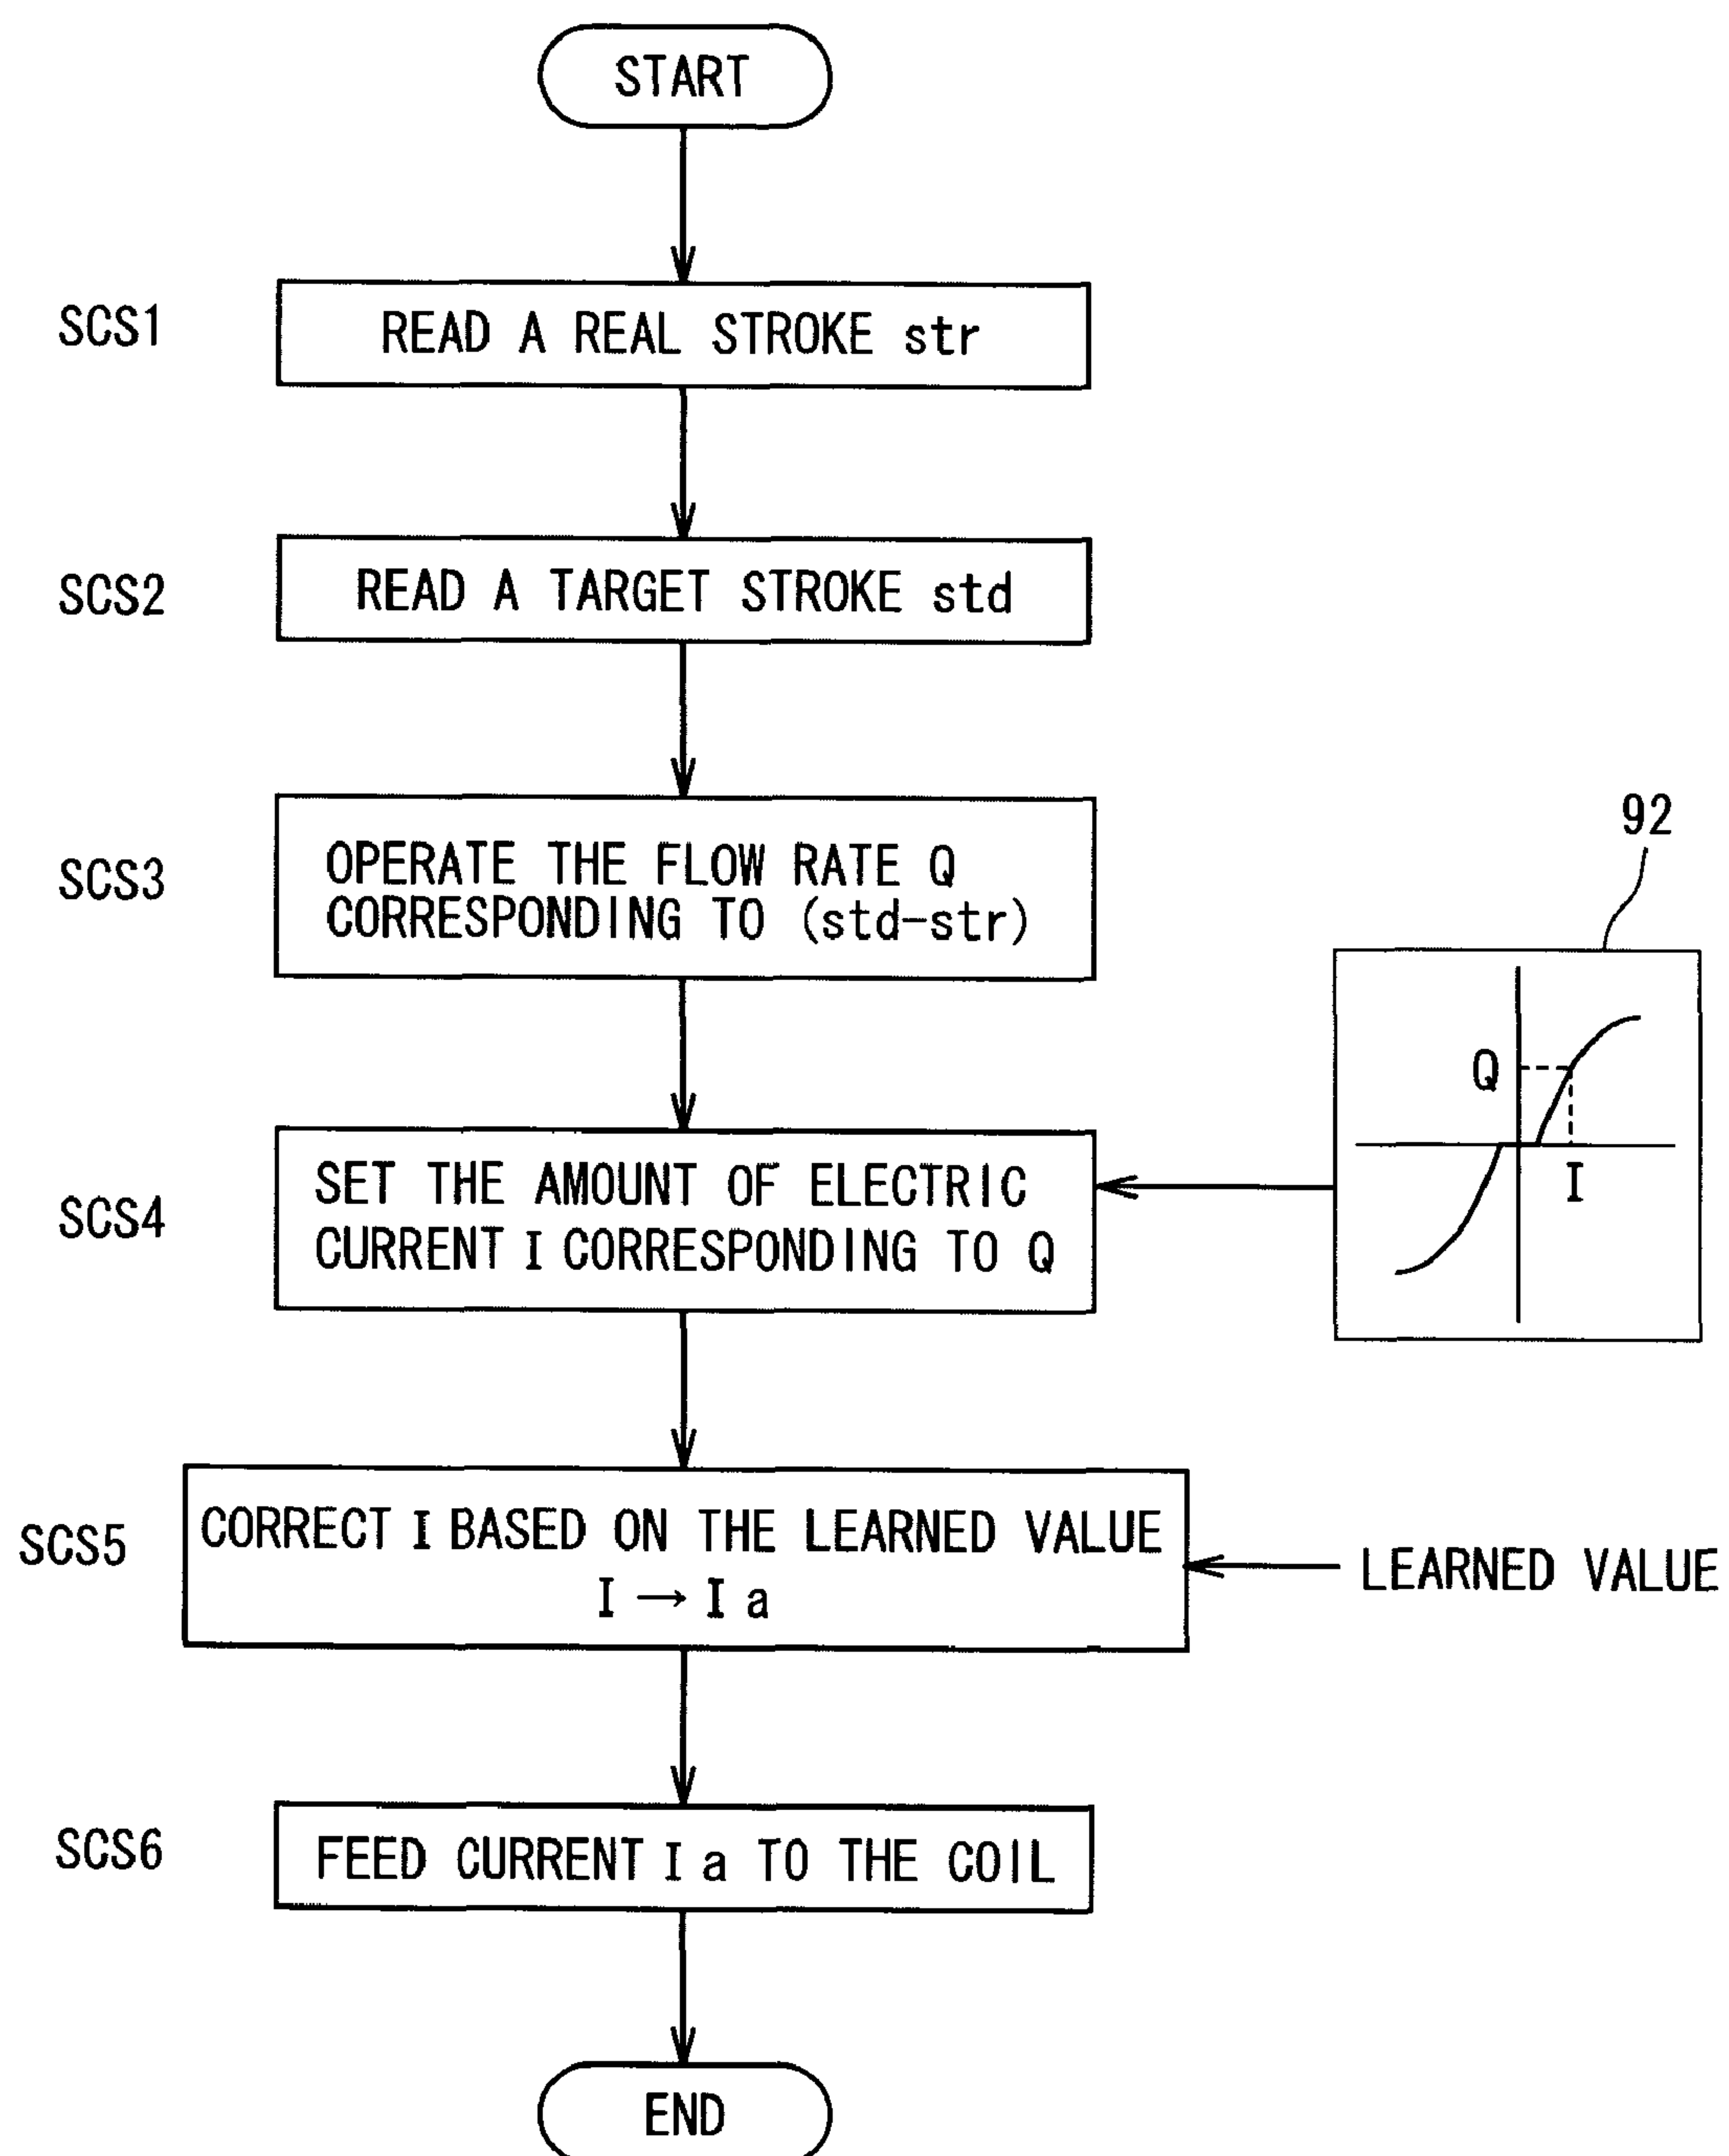 START
SCS1
READ A REAL STROKE str
SCS2
READ A TARGET STROKE std
SCS3
OPERATE THE FLOW RATE Q
CORRESPONDING TO (std-str)
92
Q
I
SCS4
SET THE AMOUNT OF ELECTRIC
CURRENT I CORRESPONDING TO Q
SCS5
CORRECT I BASED ON THE LEARNED VALUE
I → I a
LEARNED VALUE
SCS6
FEED CURRENT I a TO THE COIL
END